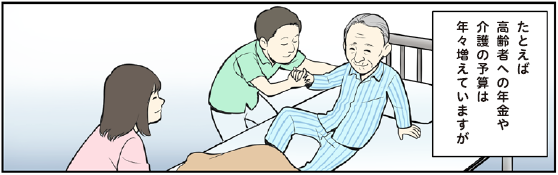 たとえば
高齢者への年金や
介護の予算は
年々増えていますが